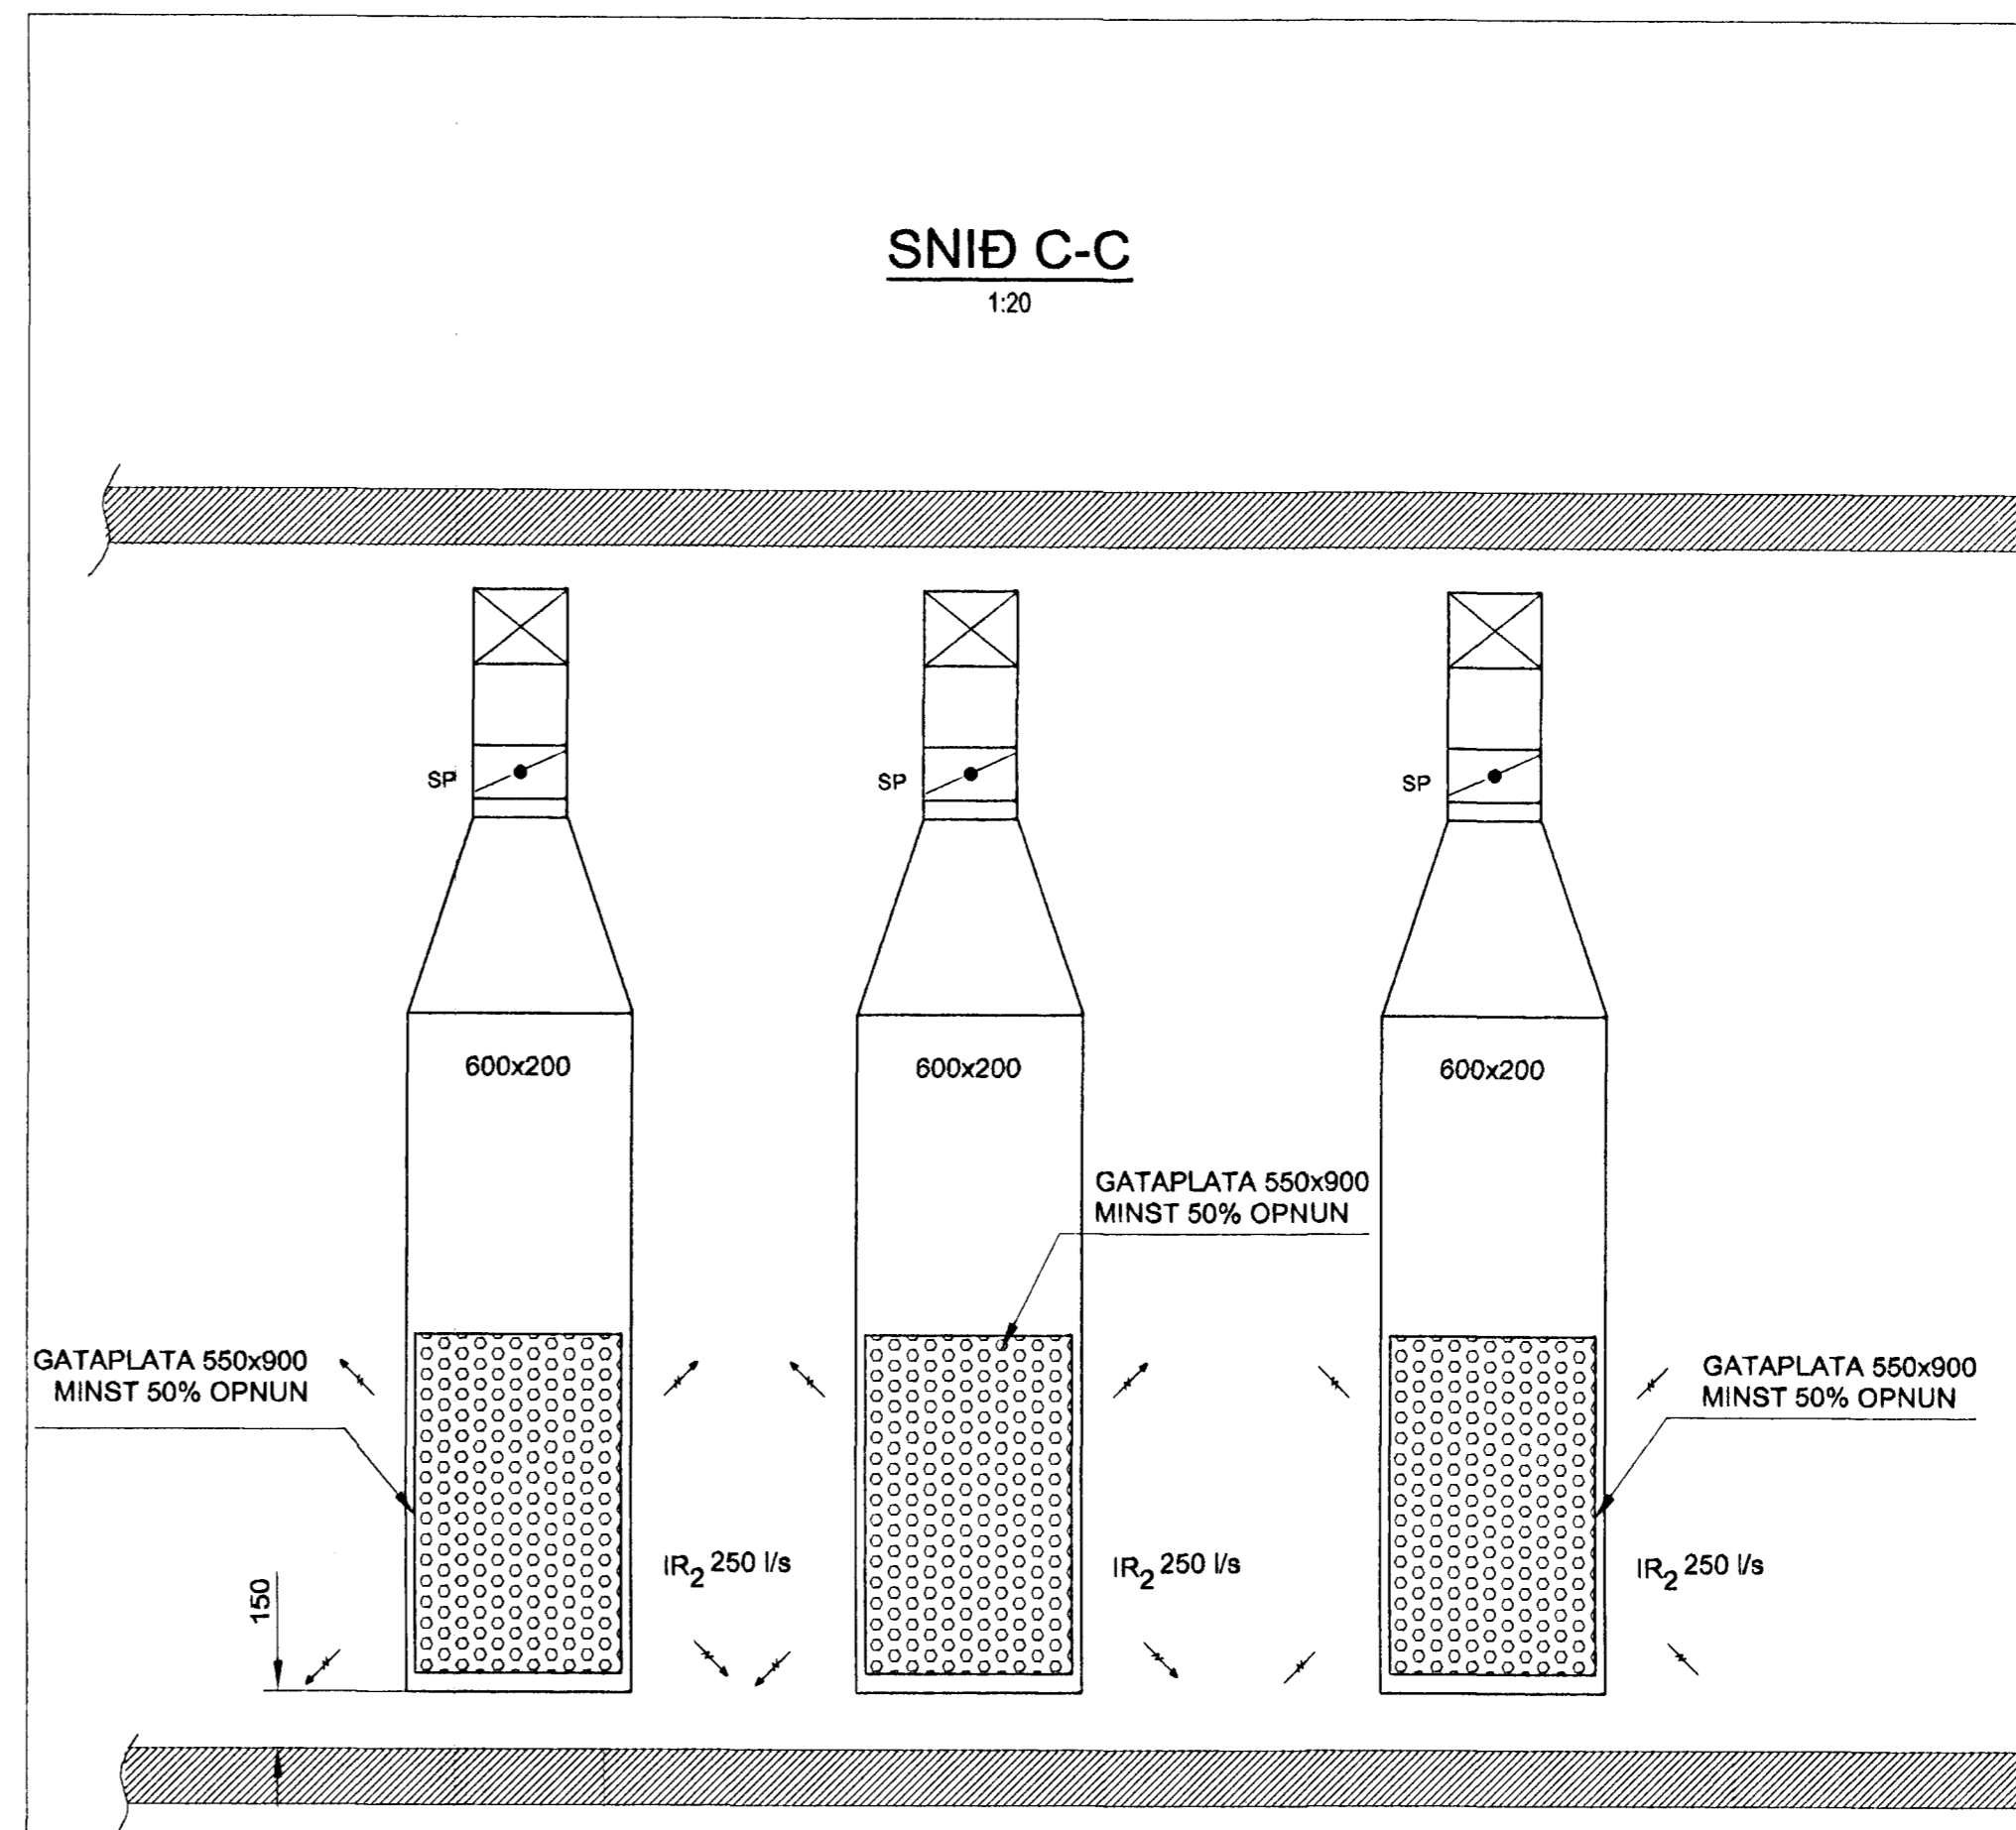 SNIÐ C-C
1:20
SP
SP
SP
600x200
600x200
600x200
GATAPLATA 550x900
MINST 50% OPNUN
GATAPLATA 550x900
MINST 50% OPNUN
GATAPLATA 550x900
MINST 50% OPNUN
IR2 250 l/s
IR2 250 l/s
IR2 250 l/s
150